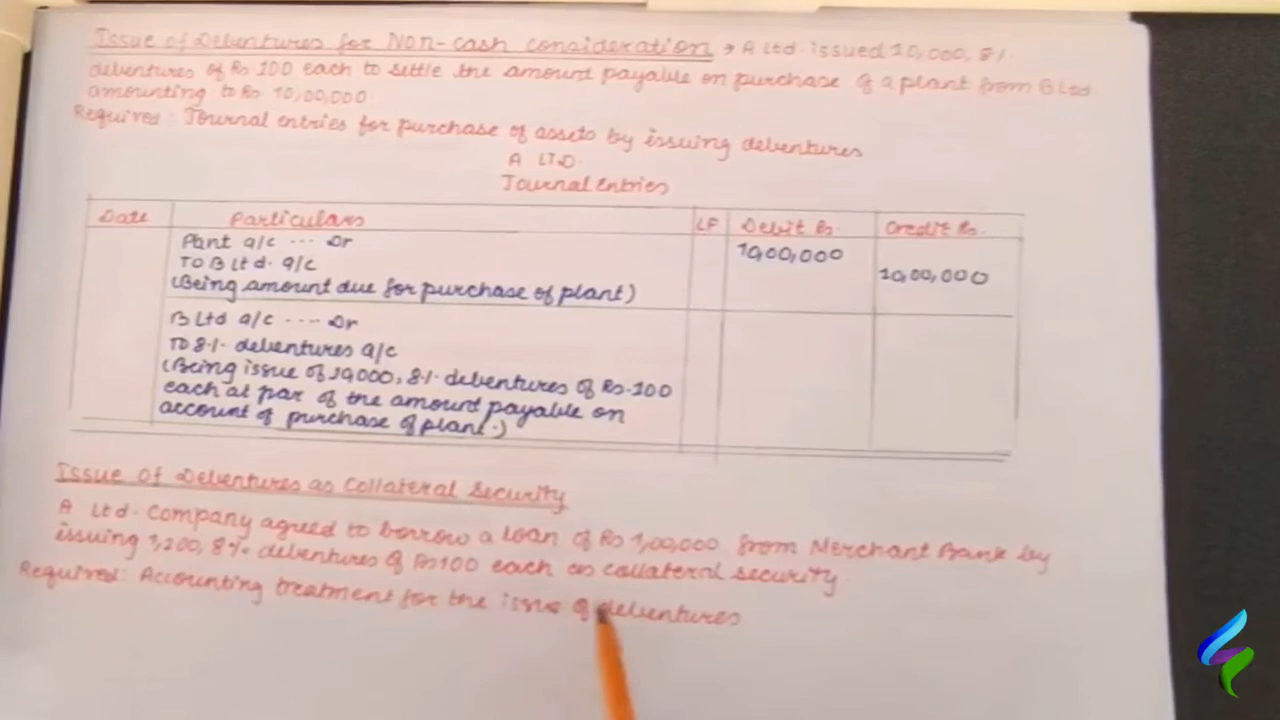 Issue of Debentures for Non-cash consideration → A Ltd issued 10,000, 8%
debentures of Rs 100 each to settle the amount payable on purchase of a plant from B Ltd
amounting to Rs 10,00,000.
Required: Journal entries for purchase of assets by issuing debentures
A LTD.
Journal Entries
Date Particulars LF Debit Rs. Credit Rs.
Pant a/c ... Dr 10,00,000
To B Ltd. a/c 10,00,000
(Being amount due for purchase of plant)
B Ltd a/c .... Dr
To 8% debentures a/c
(Being issue of 10,000, 8% debentures of Rs.100
each at par of the amount payable on
account of purchase of plant.)
Issue of Debentures as Collateral Security
A Ltd. Company agreed to borrow a loan of Rs 1,00,000 from Merchant Bank by
issuing 1,200, 8% debentures of Rs 100 each as collateral security.
Required: Accounting treatment for the issue of debentures